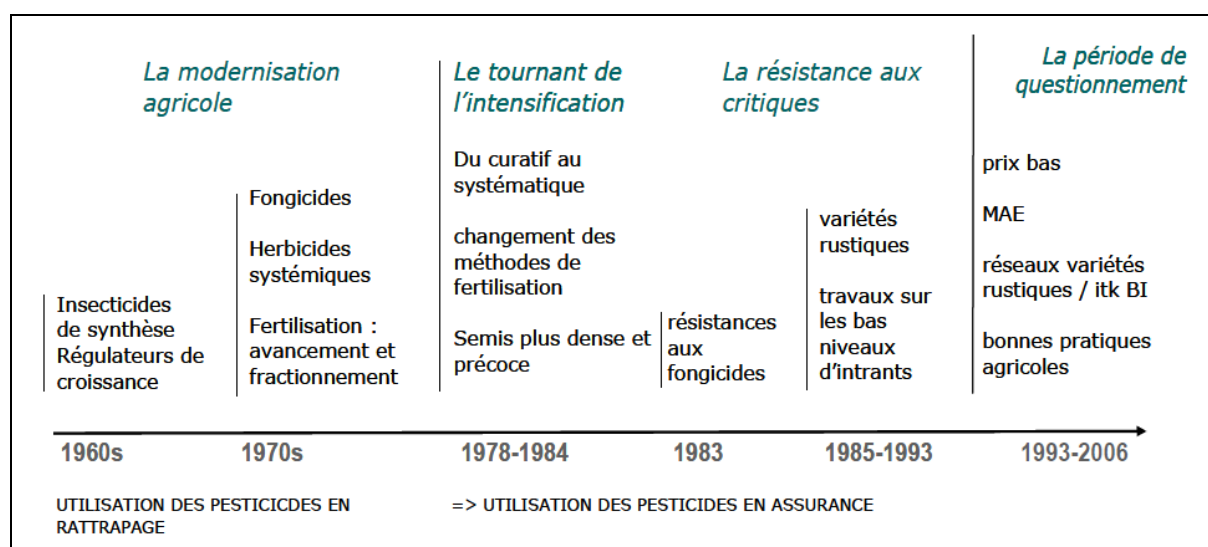 La modernisation
agricole
Le tournant de
l'intensification
La résistance aux
critiques
La période de
questionnement
Insecticides
de synthèse
Régulateurs de
croissance
Fongicides
Herbicides
systémiques
Fertilisation :
avancement et
fractionnement
Du curatif au
systématique
changement des
méthodes de
fertilisation
Semis plus dense et
précoce
résistances
aux
fongicides
variétés
rustiques
travaux sur
les bas
niveaux
d'intrants
prix bas
MAE
réseaux variétés
rustiques / itk BI
bonnes pratiques
agricoles
1960s
1970s
1978-1984
1983
1985-1993
1993-2006
UTILISATION DES PESTICICDES EN
RATTRAPAGE
=> UTILISATION DES PESTICIDES EN ASSURANCE